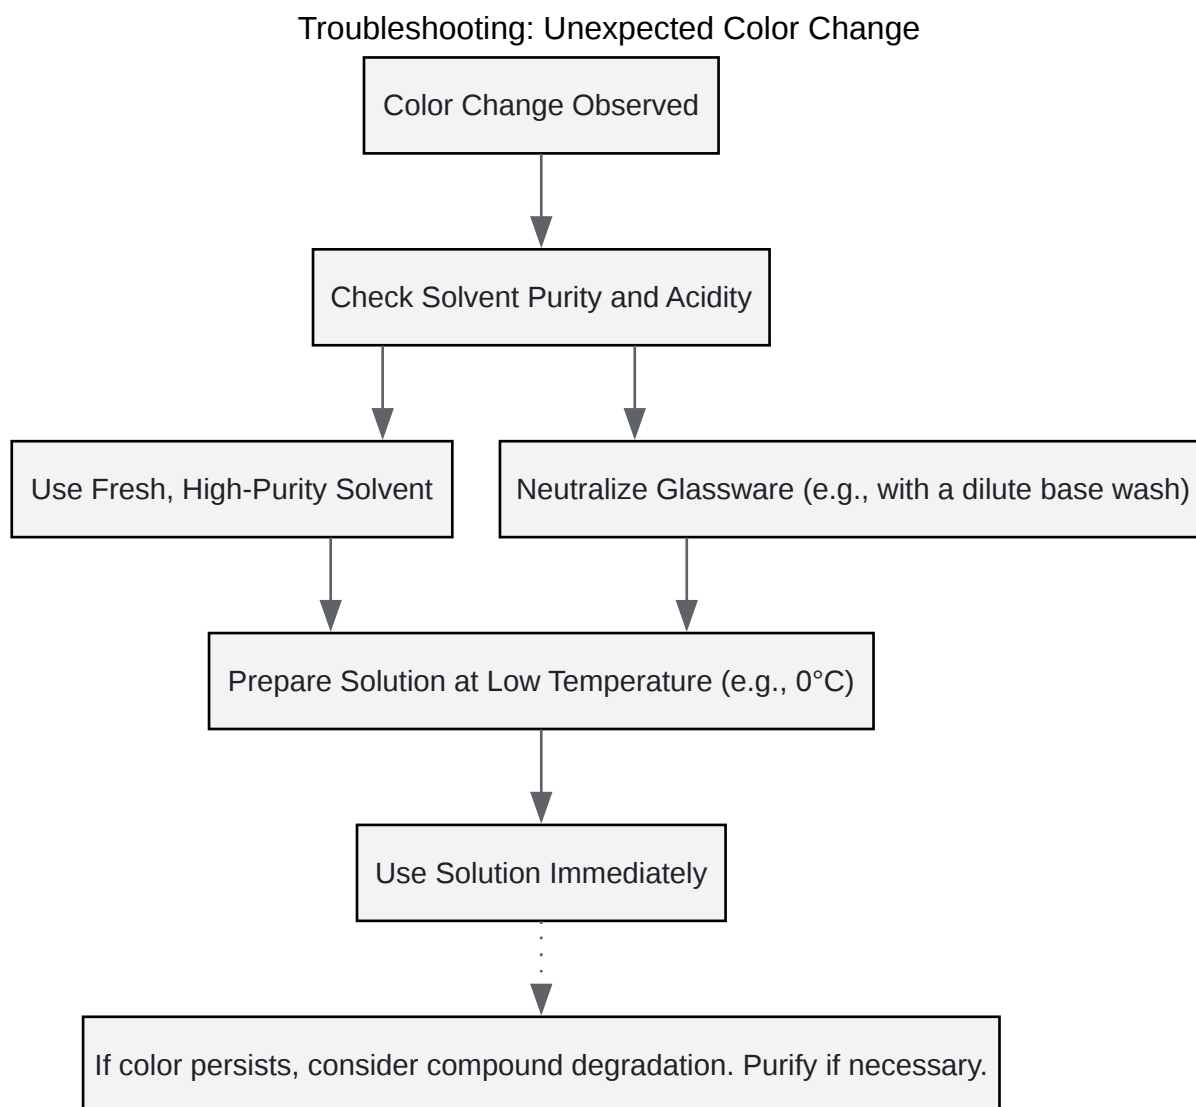 Troubleshooting: Unexpected Color Change
Color Change Observed
Check Solvent Purity and Acidity
Use Fresh, High-Purity Solvent
Neutralize Glassware (e.g., with a dilute base wash)
Prepare Solution at Low Temperature (e.g., 0°C)
Use Solution Immediately
If color persists, consider compound degradation. Purify if necessary.